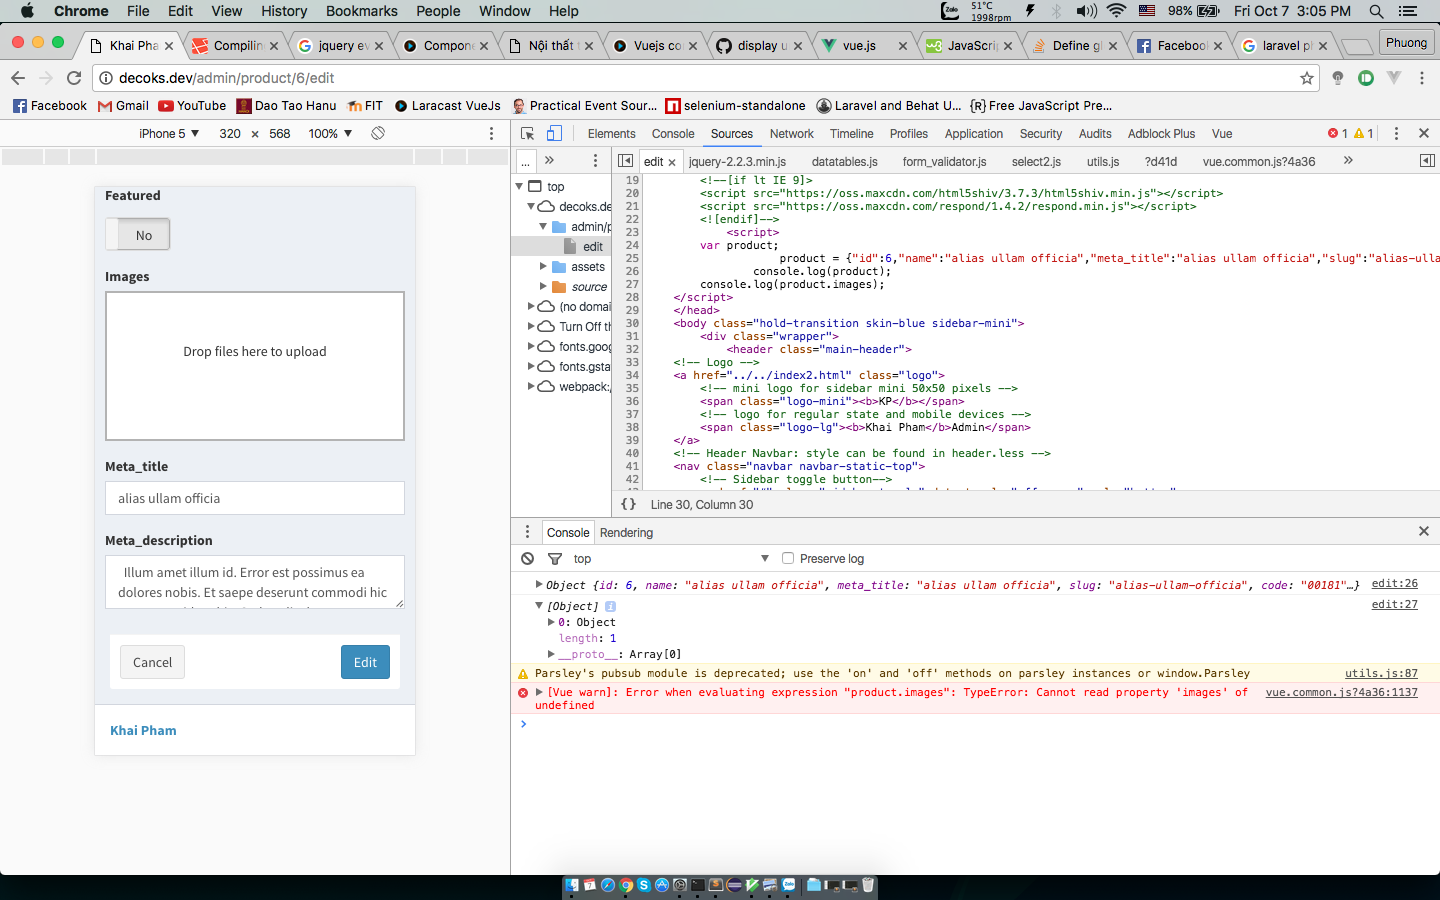 Chrome File Edit View History Bookmarks People Window Help
Zalo 51°C 1998rpm 98% Fri Oct 7 3:05 PM
Khai Pha Compilin jquery ev Compone Nội thất Vuejs co display u vue.js JavaScri Define gl Facebook laravel pi Phuong
decoks.dev/admin/product/6/edit
Facebook Gmail YouTube Dao Tao Hanu FIT Laracast VueJs Practical Event Sour... selenium-standalone Laravel and Behat U... {R} Free JavaScript Pre...
iPhone 5 ▼ 320 × 568 100% ▼
Elements Console Sources Network Timeline Profiles Application Security Audits Adblock Plus Vue 1 1
... » edit × jquery-2.2.3.min.js datatables.js form_validator.js select2.js utils.js ?d41d vue.common.js?4a36 »
Featured
No
Images
Drop files here to upload
Meta_title
alias ullam officia
Meta_description
Illum amet illum id. Error est possimus ea
dolores nobis. Et saepe deserunt commodi hic
Cancel Edit
Khai Pham
top
decoks.de
admin/p
edit
assets
source
(no domai
Turn Off th
fonts.goog
fonts.gsta
webpack:/
19 <!--[if lt IE 9]>
20 <script src="https://oss.maxcdn.com/html5shiv/3.7.3/html5shiv.min.js"></script>
21 <script src="https://oss.maxcdn.com/respond/1.4.2/respond.min.js"></script>
22 <![endif]-->
23 <script>
24 var product;
25 product = {"id":6,"name":"alias ullam officia","meta_title":"alias ullam officia","slug":"alias-ulla
26 console.log(product);
27 console.log(product.images);
28 </script>
29 </head>
30 <body class="hold-transition skin-blue sidebar-mini">
31 <div class="wrapper">
32 <header class="main-header">
33 <!-- Logo -->
34 <a href="../../index2.html" class="logo">
35 <!-- mini logo for sidebar mini 50x50 pixels -->
36 <span class="logo-mini"><b>KP</b></span>
37 <!-- logo for regular state and mobile devices -->
38 <span class="logo-lg"><b>Khai Pham</b>Admin</span>
39 </a>
40 <!-- Header Navbar: style can be found in header.less -->
41 <nav class="navbar navbar-static-top">
42 <!-- Sidebar toggle button-->
{} Line 30, Column 30
Console Rendering
top ▼ Preserve log
Object {id: 6, name: "alias ullam officia", meta_title: "alias ullam officia", slug: "alias-ullam-officia", code: "00181"…} edit:26
[Object] edit:27
0: Object
length: 1
__proto__: Array[0]
Parsley's pubsub module is deprecated; use the 'on' and 'off' methods on parsley instances or window.Parsley utils.js:87
[Vue warn]: Error when evaluating expression "product.images": TypeError: Cannot read property 'images' of vue.common.js?4a36:1137
undefined